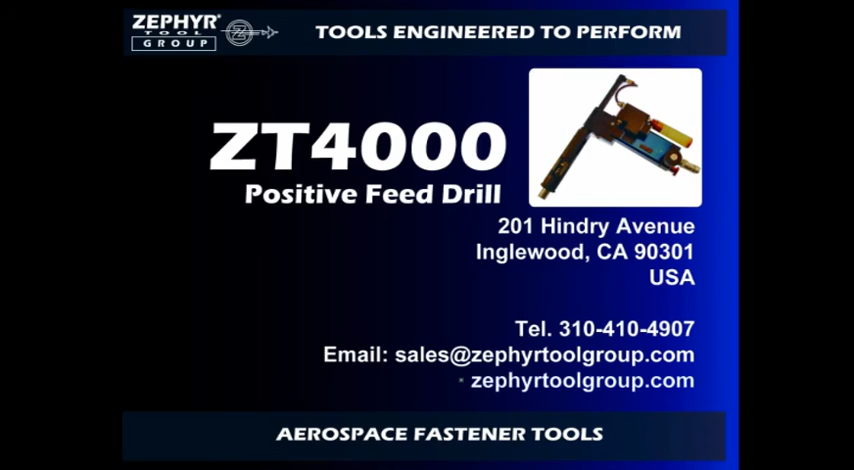 ZEPHYR®
TOOL
GROUP
TOOLS ENGINEERED TO PERFORM
ZT4000
Positive Feed Drill
201 Hindry Avenue
Inglewood, CA 90301
USA
Tel. 310-410-4907
Email: sales@zephyrtoolgroup.com
zephyrtoolgroup.com
AEROSPACE FASTENER TOOLS